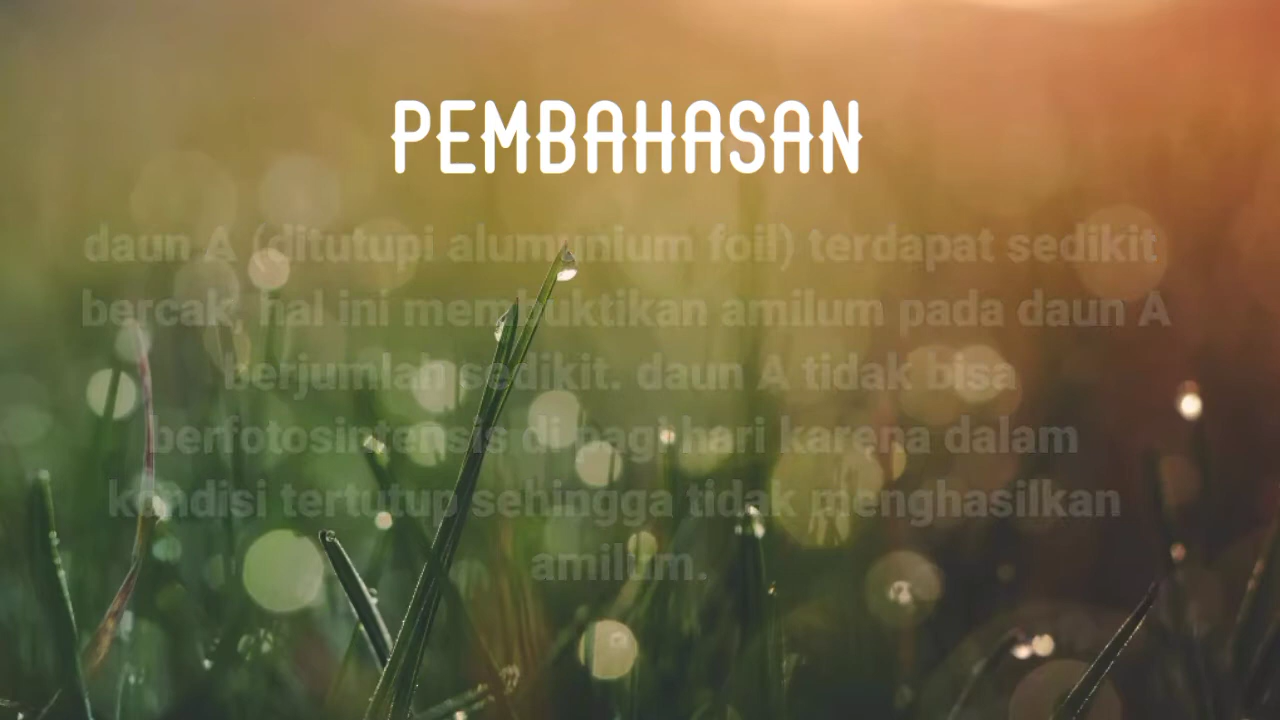 PEMBAHASAN
daun A (ditutupi alumunium foil) terdapat sedikit
bercak, hal ini membuktikan amilum pada daun A
berjumlah sedikit. daun A tidak bisa
berfotosintensis di pagi hari karena dalam
kondisi tertutup sehingga tidak menghasilkan
amilum.